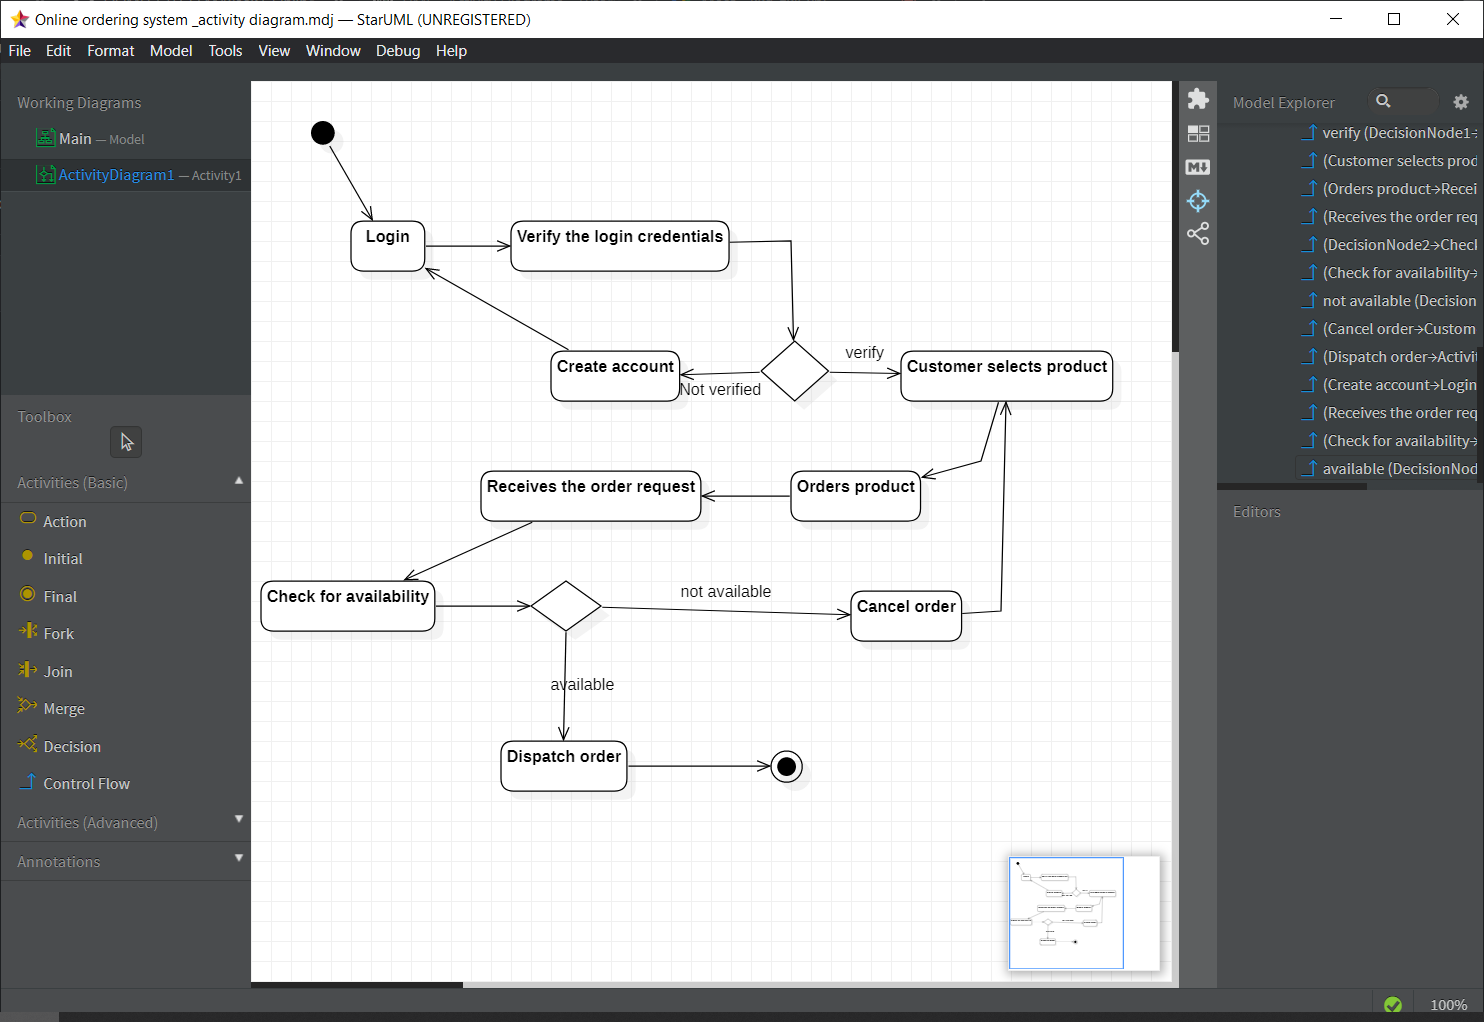 Online ordering system _activity diagram.mdj — StarUML (UNREGISTERED)
File Edit Format Model Tools View Window Debug Help
Working Diagrams
Main — Model
ActivityDiagram1 — Activity1
Toolbox
Activities (Basic)
Action
Initial
Final
Fork
Join
Merge
Decision
Control Flow
Activities (Advanced)
Annotations
Login
Verify the login credentials
Create account
Not verified
verify
Customer selects product
Receives the order request
Orders product
Check for availability
not available
Cancel order
available
Dispatch order
Model Explorer
verify (DecisionNode1→
(Customer selects prod
(Orders product→Recei
(Receives the order req
(DecisionNode2→Check
(Check for availability→
not available (Decision
(Cancel order→Custom
(Dispatch order→Activit
(Create account→Login
(Receives the order req
(Check for availability→
available (DecisionNod
Editors
100%